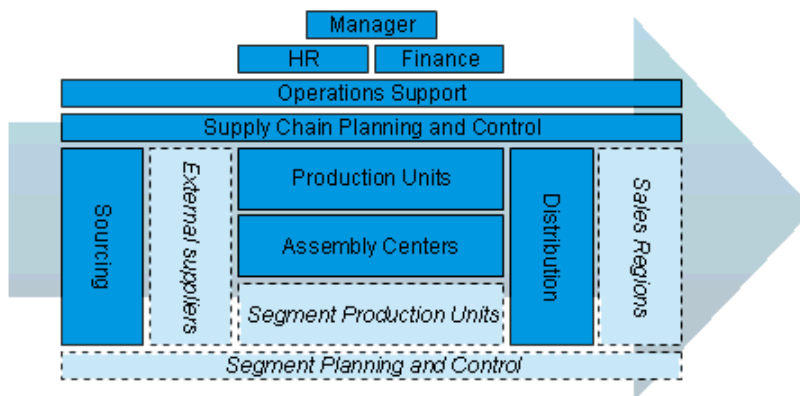 Manager
HR
Finance
Operations Support
Supply Chain Planning and Control
Sourcing
External suppliers
Production Units
Assembly Centers
Segment Production Units
Distribution
Sales Regions
Segment Planning and Control